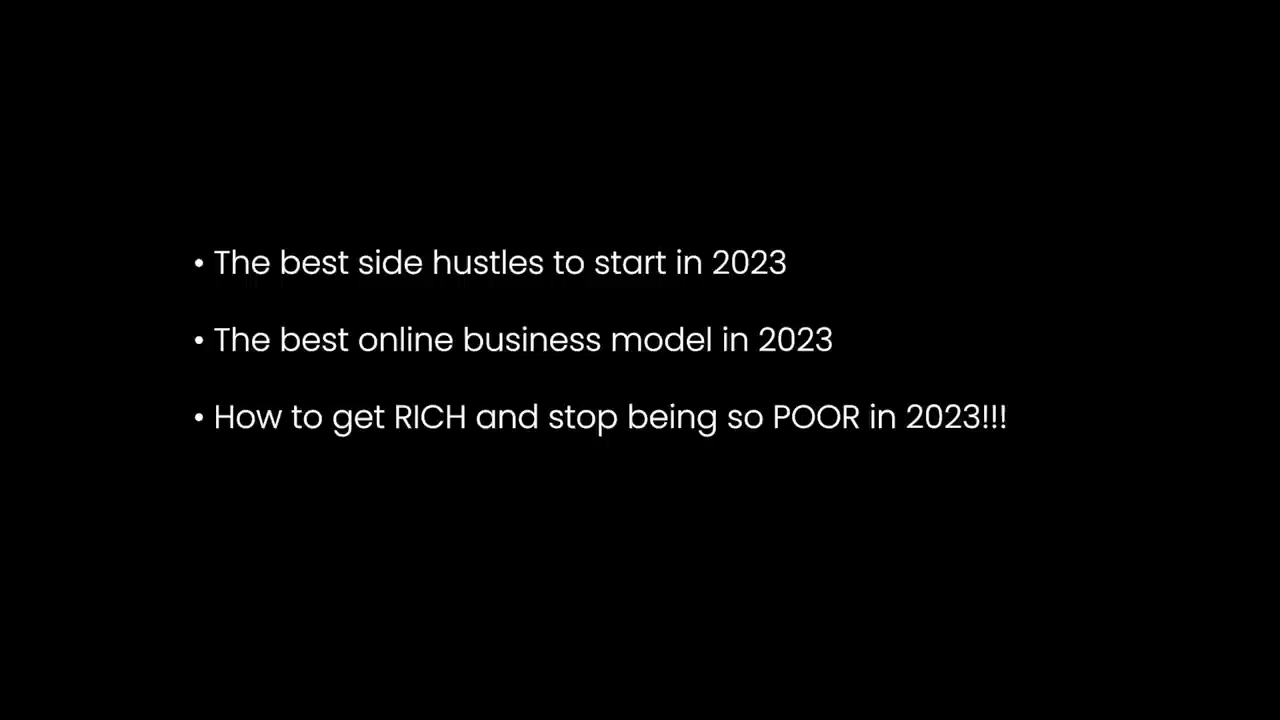 • The best side hustles to start in 2023
• The best online business model in 2023
• How to get RICH and stop being so POOR in 2023!!!